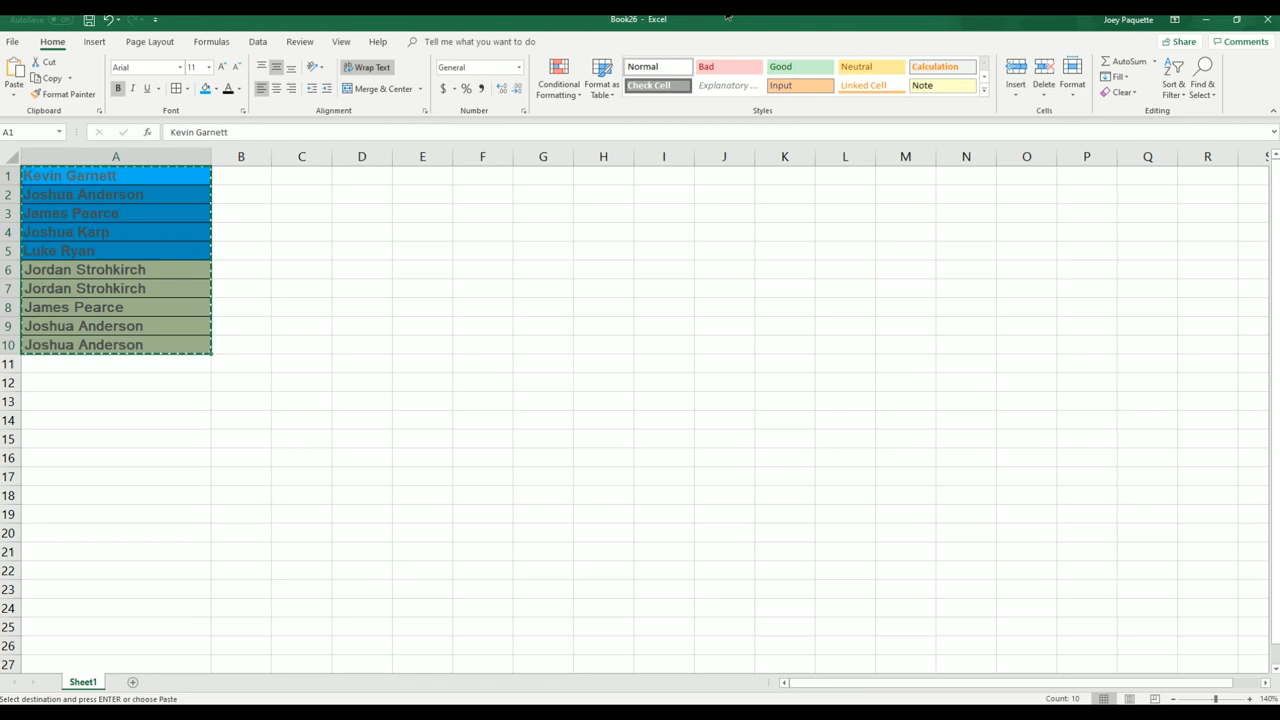 AutoSave Off Book26 - Excel Joey Paquette
File Home Insert Page Layout Formulas Data Review View Help Tell me what you want to do Share Comments
Paste Cut Copy Format Painter Clipboard
Arial 11 A A B I U A Font
ab Wrap Text Merge & Center Alignment
General $ % , Number
Conditional Formatting Format as Table
Normal Bad Good Neutral Calculation
Check Cell Explanatory ... Input Linked Cell Note
Styles
Insert Delete Format Cells
AutoSum Fill Clear Sort & Filter Find & Select Editing
A1 fx Kevin Garnett
A B C D E F G H I J K L M N O P Q R S
1 Kevin Garnett
2 Joshua Anderson
3 James Pearce
4 Joshua Karp
5 Luke Ryan
6 Jordan Strohkirch
7 Jordan Strohkirch
8 James Pearce
9 Joshua Anderson
10 Joshua Anderson
11
12
13
14
15
16
17
18
19
20
21
22
23
24
25
26
27
Sheet1
Select destination and press ENTER or choose Paste Count: 10 140%